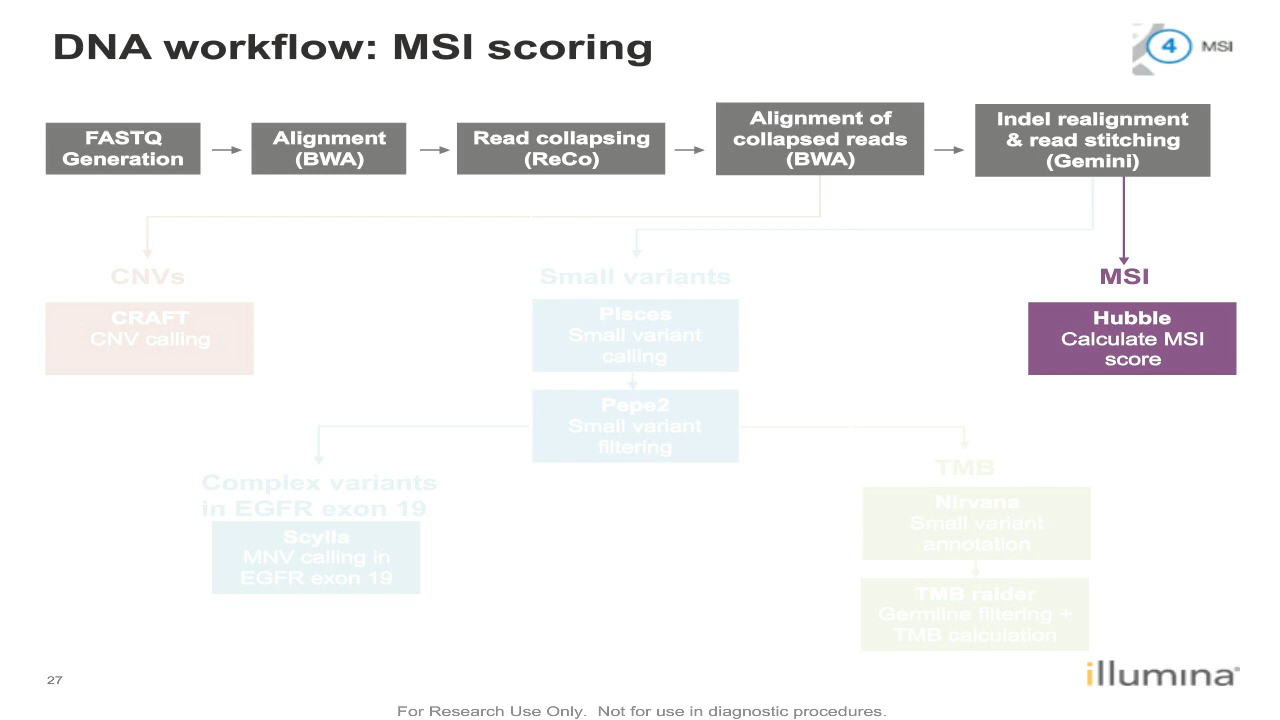 DNA workflow: MSI scoring
4 MSI
FASTQ
Generation
Alignment
(BWA)
Read collapsing
(ReCo)
Alignment of
collapsed reads
(BWA)
Indel realignment
& read stitching
(Gemini)
CNVs
CRAFT
CNV calling
Small variants
Pisces
Small variant
calling
Pepe2
Small variant
filtering
MSI
Hubble
Calculate MSI
score
Complex variants
in EGFR exon 19
Scylla
MNV calling in
EGFR exon 19
TMB
Nirvana
Small variant
annotation
TMB raider
Germline filtering +
TMB calculation
27
illumina®
For Research Use Only. Not for use in diagnostic procedures.